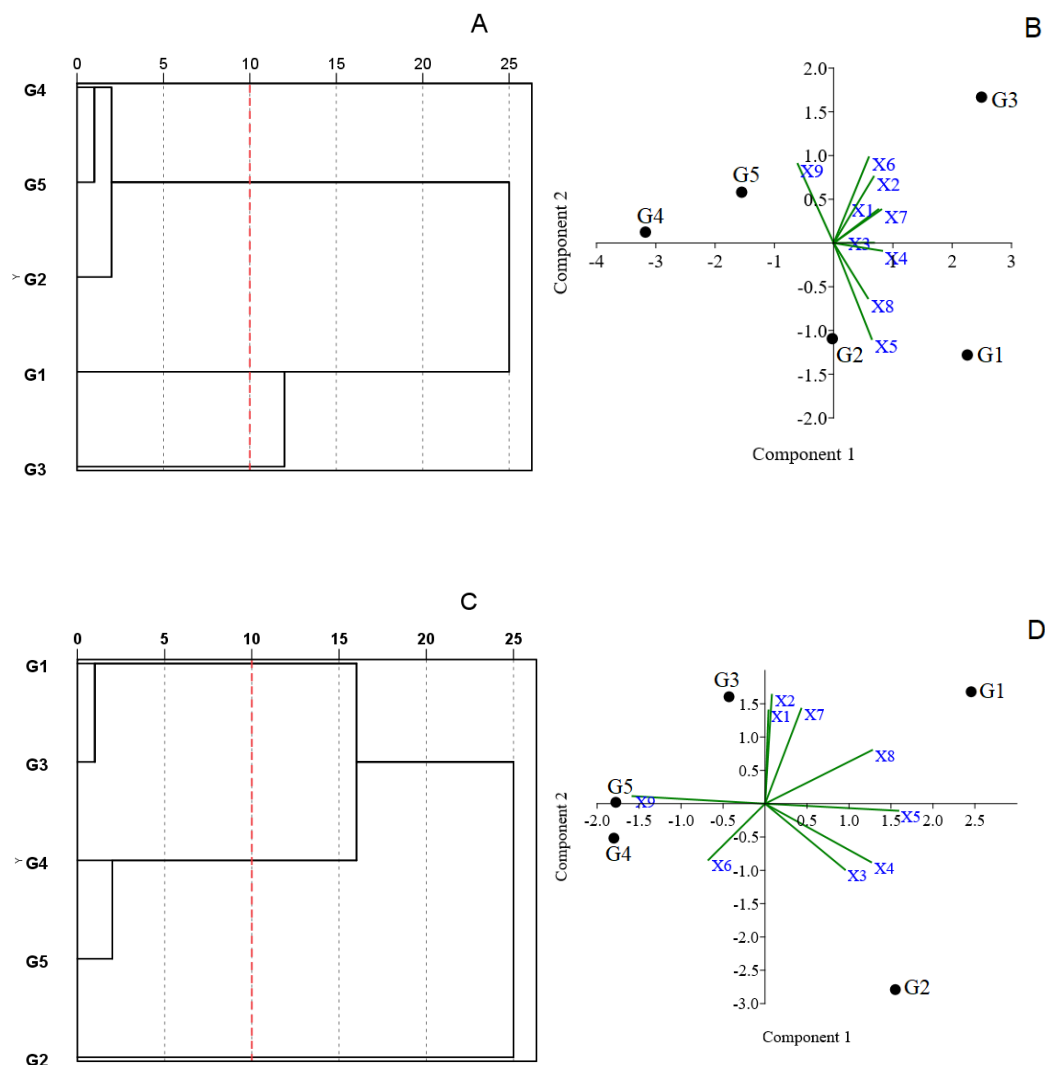 A
0 5 10 15 20 25
G4
G5
Y
G2
G1
G3
B
2.0
G3
1.5
1.0
X9 X6
X2
G5
0.5
X1 X7
G4
Component 2
X3
-4 -3 -2 -1 1 2 3
X4
-0.5
X8
-1.0
G2 X5 G1
-1.5
-2.0
Component 1
C
0 5 10 15 20 25
G1
G3
Y
G4
G5
G2
D
G3 G1
1.5 X2
X1 X7
1.0
X8
0.5
G5
X9
Component 2
-2.0 -1.5 -1.0 -0.5 0.5 1.0 1.5 2.0 2.5
X5
G4
-0.5
X6
-1.0 X3 X4
-1.5
-2.0
-2.5
G2
-3.0
Component 1